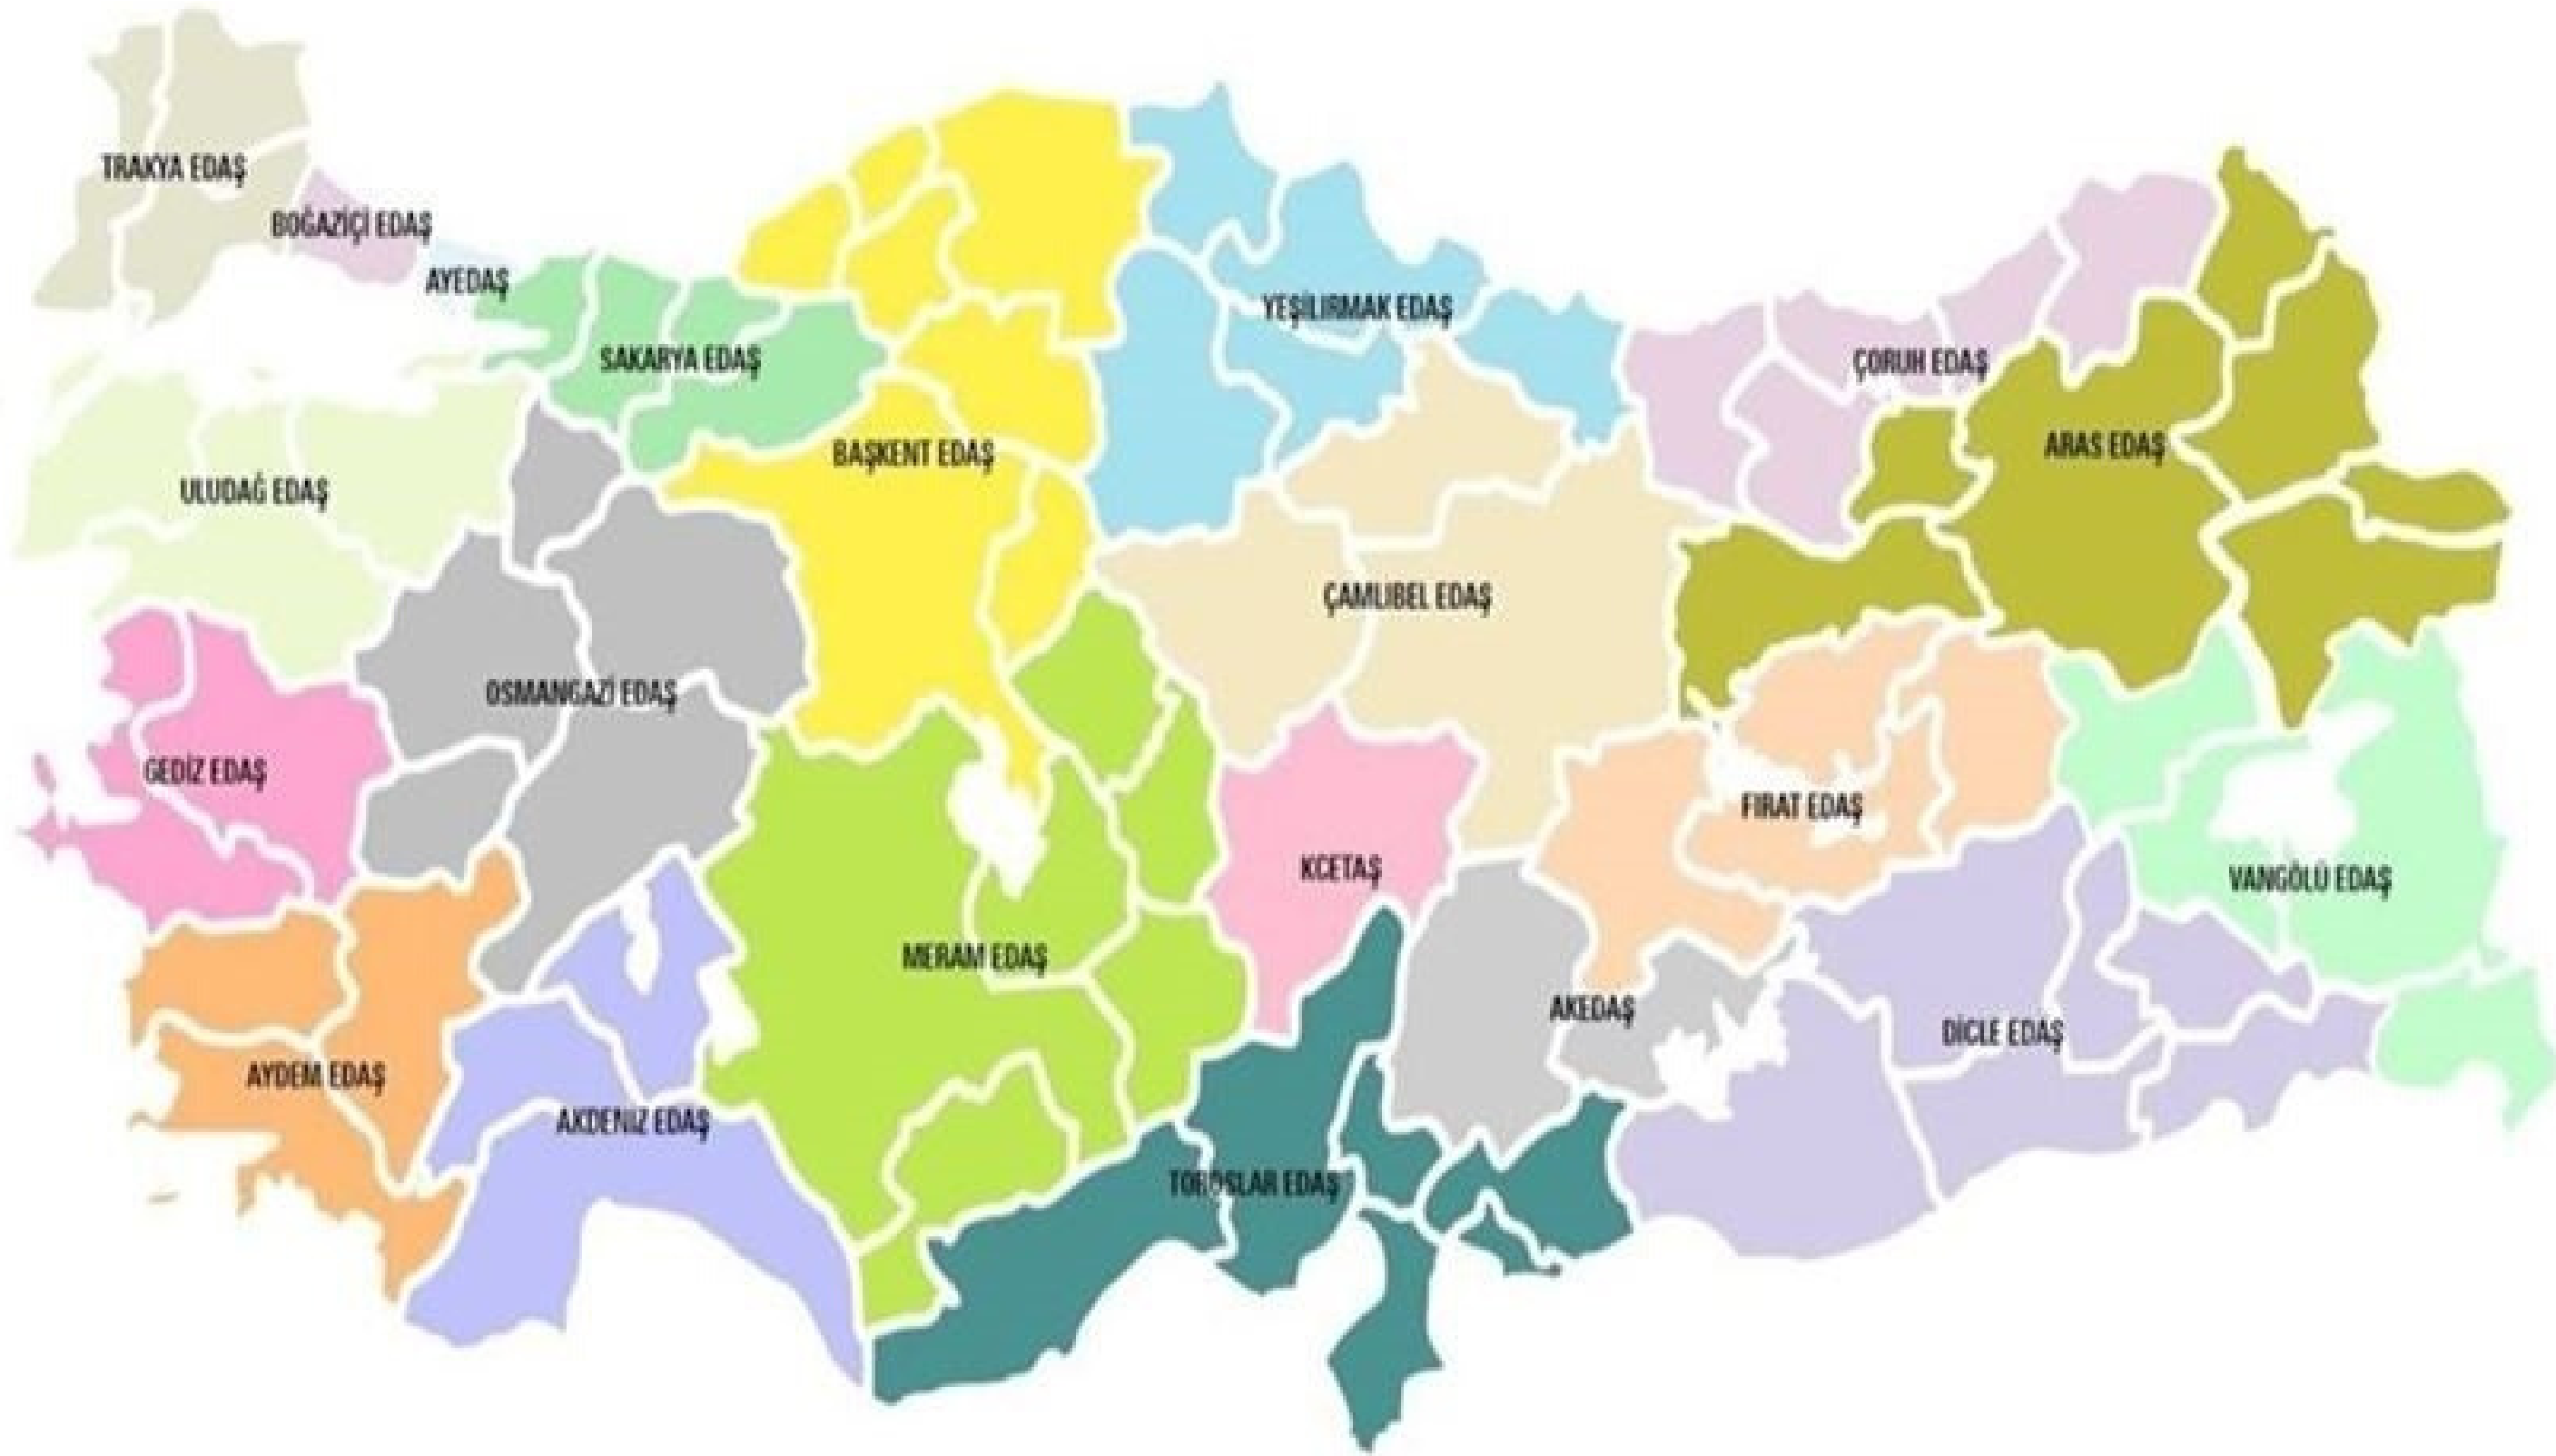 TRAKYA EDAŞ
BOĞAZİÇİ EDAŞ
AYEDAŞ
YEŞİLIRMAK EDAŞ
SAKARYA EDAŞ
ÇORUH EDAŞ
BAŞKENT EDAŞ
ARAS EDAŞ
ULUDAĞ EDAŞ
ÇAMLIBEL EDAŞ
OSMANGAZİ EDAŞ
GEDİZ EDAŞ
FIRAT EDAŞ
KCETAŞ
VANGÖLÜ EDAŞ
MERAM EDAŞ
AKEDAŞ
DİCLE EDAŞ
AYDEM EDAŞ
AKDENİZ EDAŞ
TOROSLAR EDAŞ